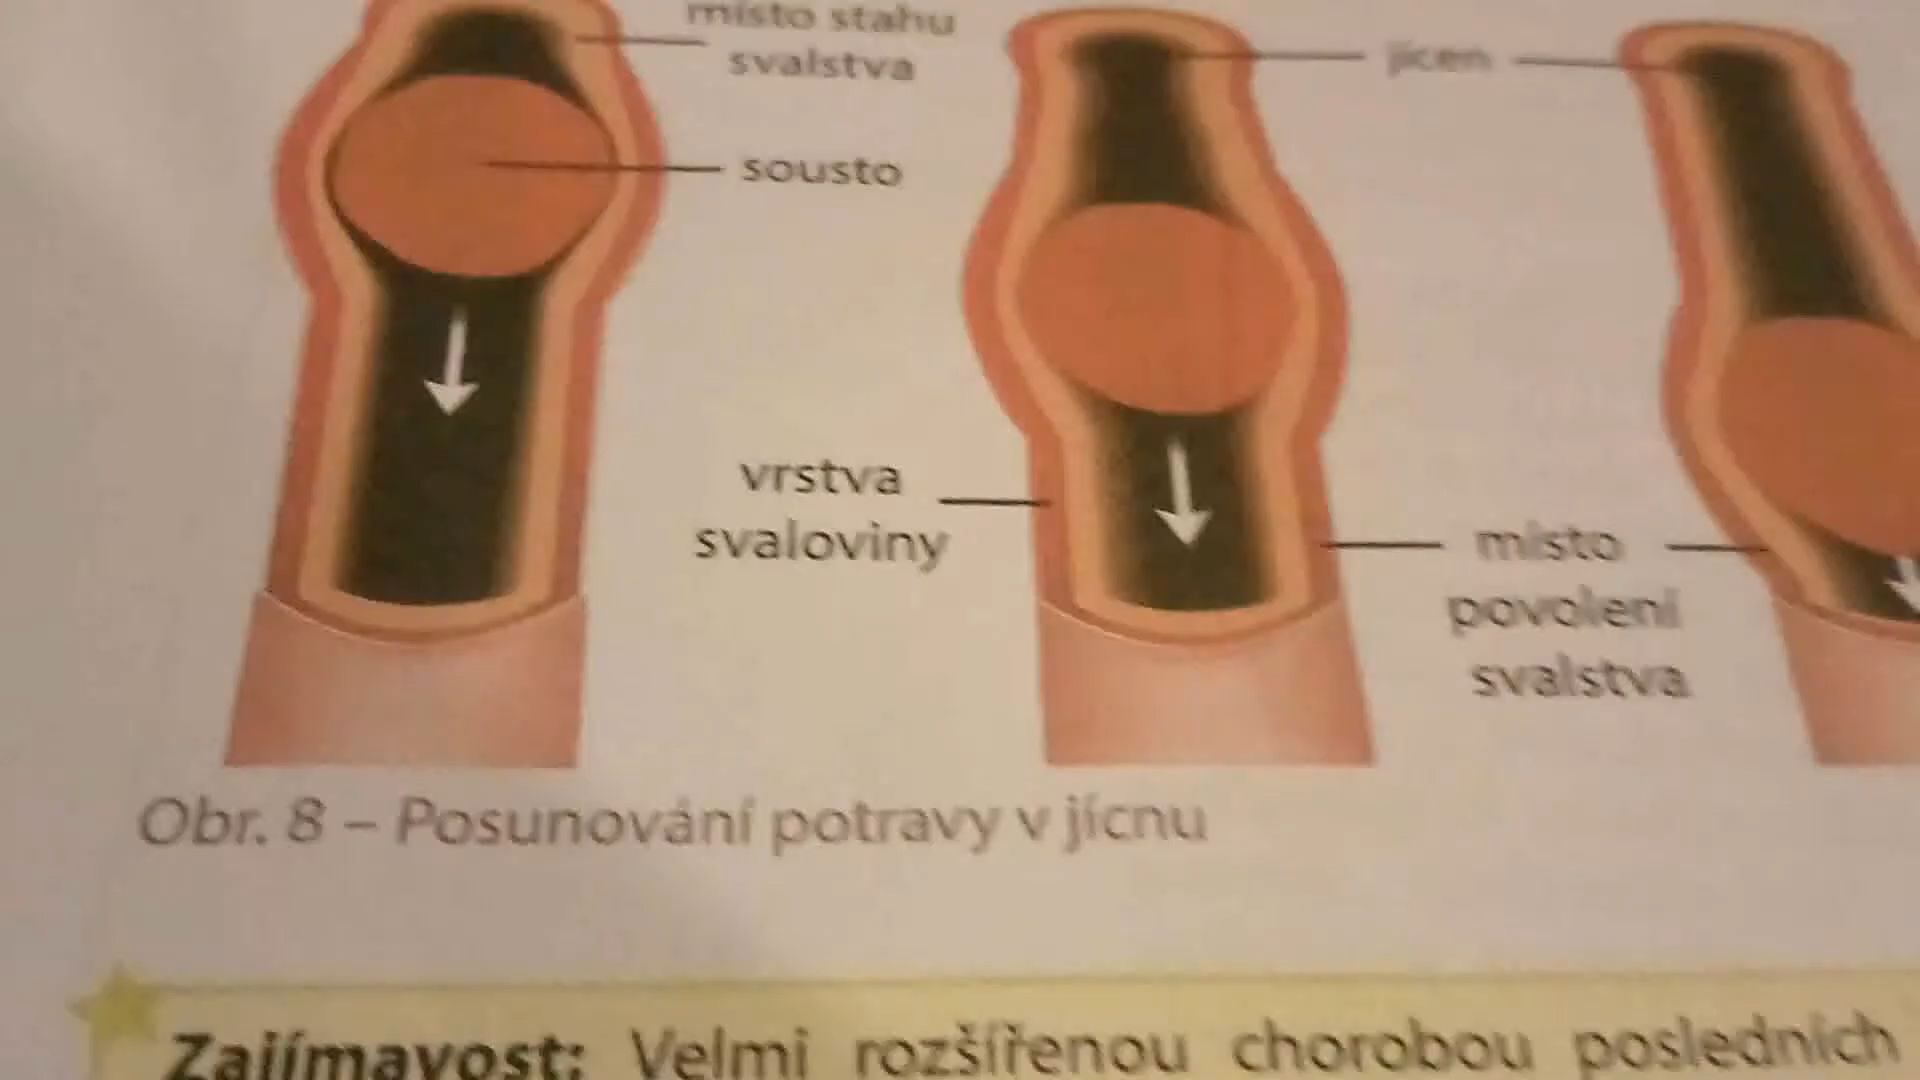 místo stahu
svalstva
sousto
jícen
vrstva
svaloviny
místo
povolení
svalstva
Obr. 8 – Posunování potravy v jícnu
Zajímavost: Velmi rozšířenou chorobou posledních